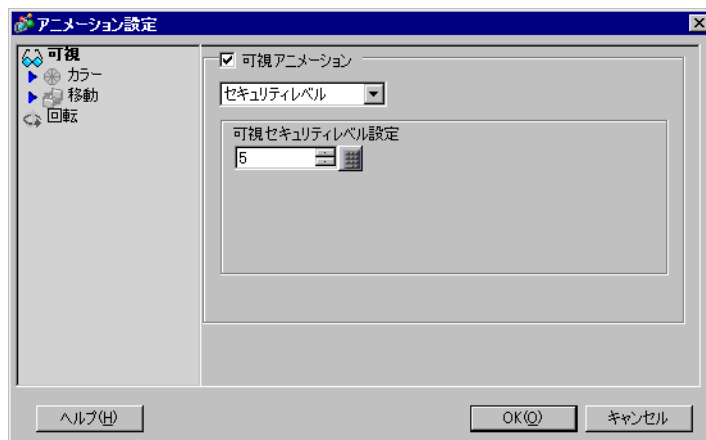 アニメーション設定
可視
カラー
移動
回転
可視アニメーション
セキュリティレベル
可視セキュリティレベル設定
5
ヘルプ(H)
OK(O)
キャンセル